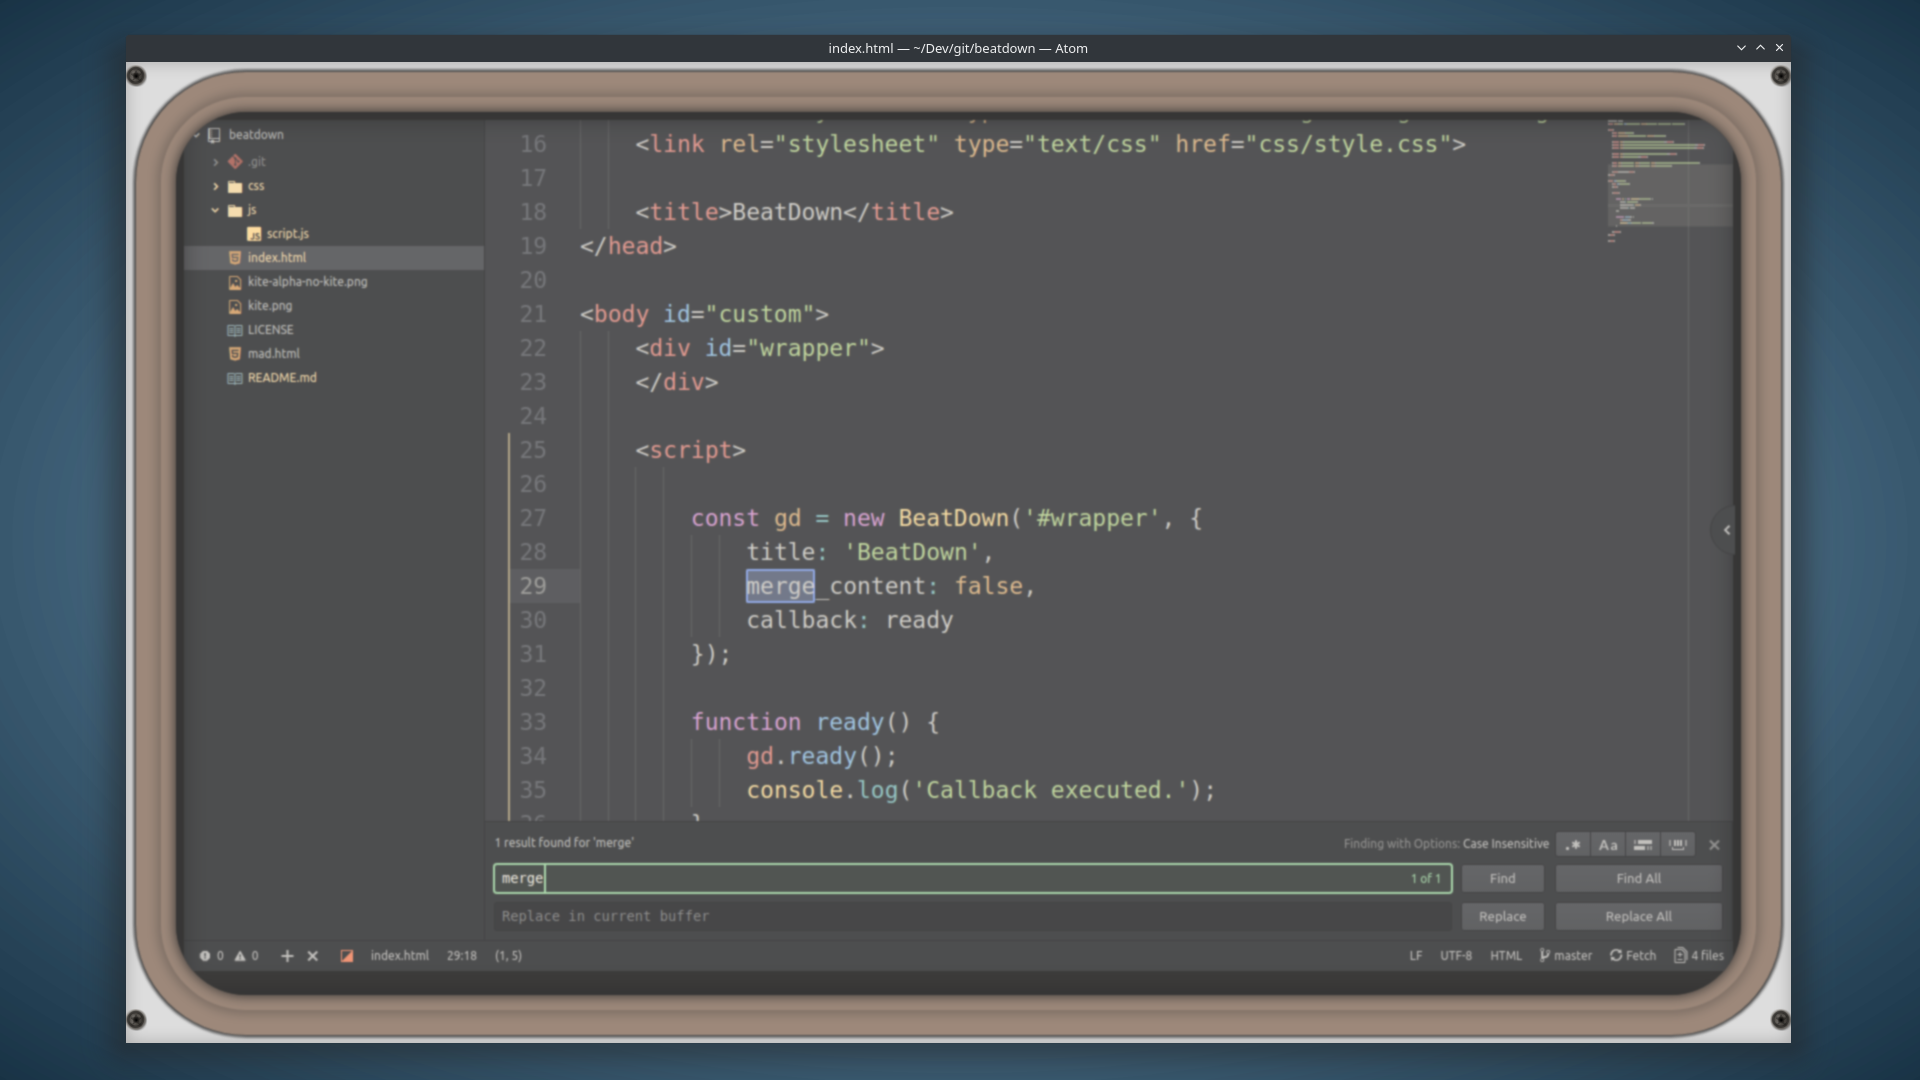 index.html — ~/Dev/git/beatdown — Atom
beatdown
.git
css
js
script.js
index.html
kite-alpha-no-kite.png
kite.png
LICENSE
mad.html
README.md
16 <link rel="stylesheet" type="text/css" href="css/style.css">
17
18 <title>BeatDown</title>
19 </head>
20
21 <body id="custom">
22 <div id="wrapper">
23 </div>
24
25 <script>
26
27 const gd = new BeatDown('#wrapper', {
28 title: 'BeatDown',
29 merge_content: false,
30 callback: ready
31 });
32
33 function ready() {
34 gd.ready();
35 console.log('Callback executed.');
1 result found for 'merge'
Finding with Options: Case Insensitive
.* Aa
merge 1 of 1
Find Find All
Replace in current buffer
Replace Replace All
0 0 index.html 29:18 (1, 5)
LF UTF-8 HTML master Fetch 4 files